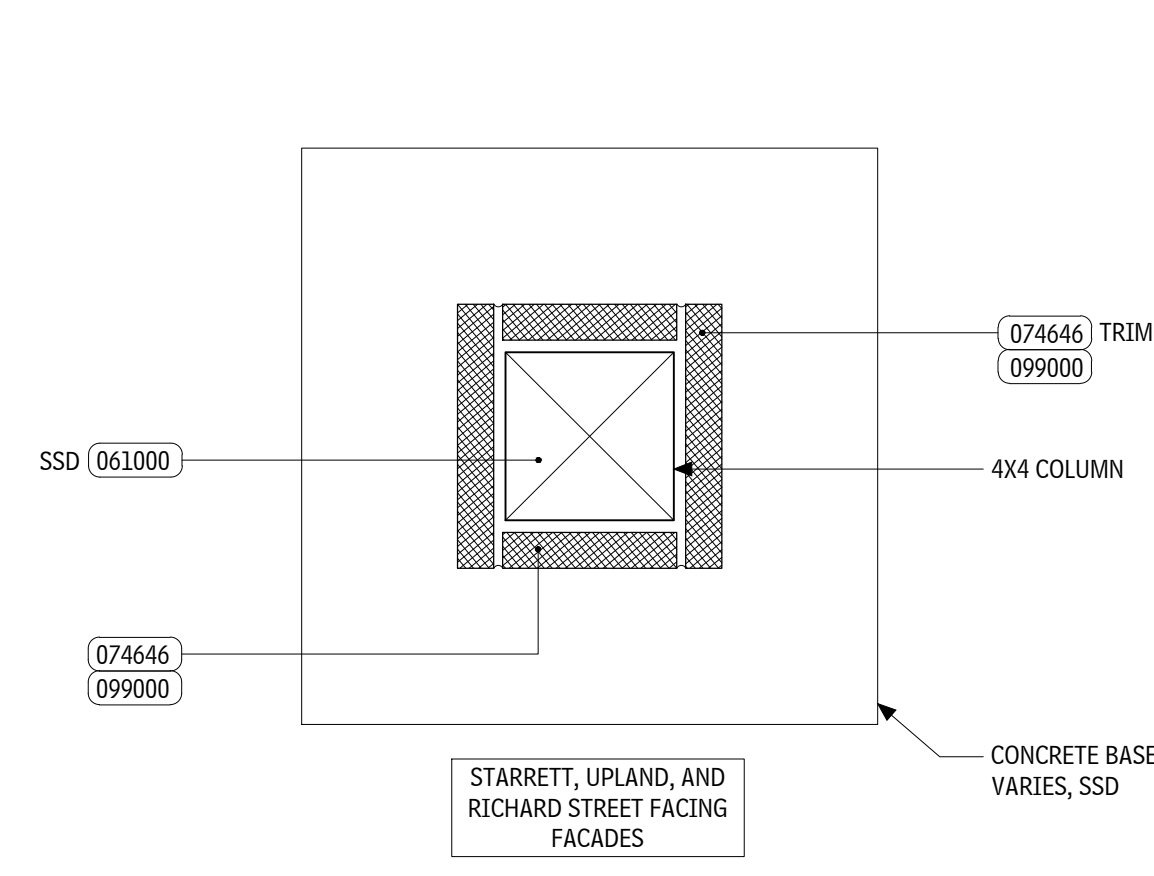 074646 TRIM
099000
SSD 061000
4X4 COLUMN
074646
099000
CONCRETE BASE
VARIES, SSD
STARRETT, UPLAND, AND
RICHARD STREET FACING
FACADES